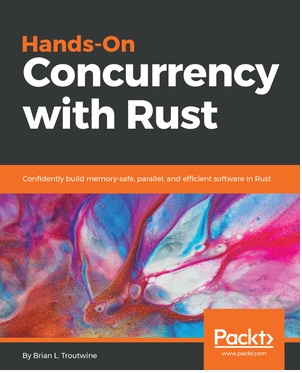 Hands-On
Concurrency
with Rust
Confidently build memory-safe, parallel, and efficient software in Rust
Packt>
www.packt.com
By Brian L. Troutwine